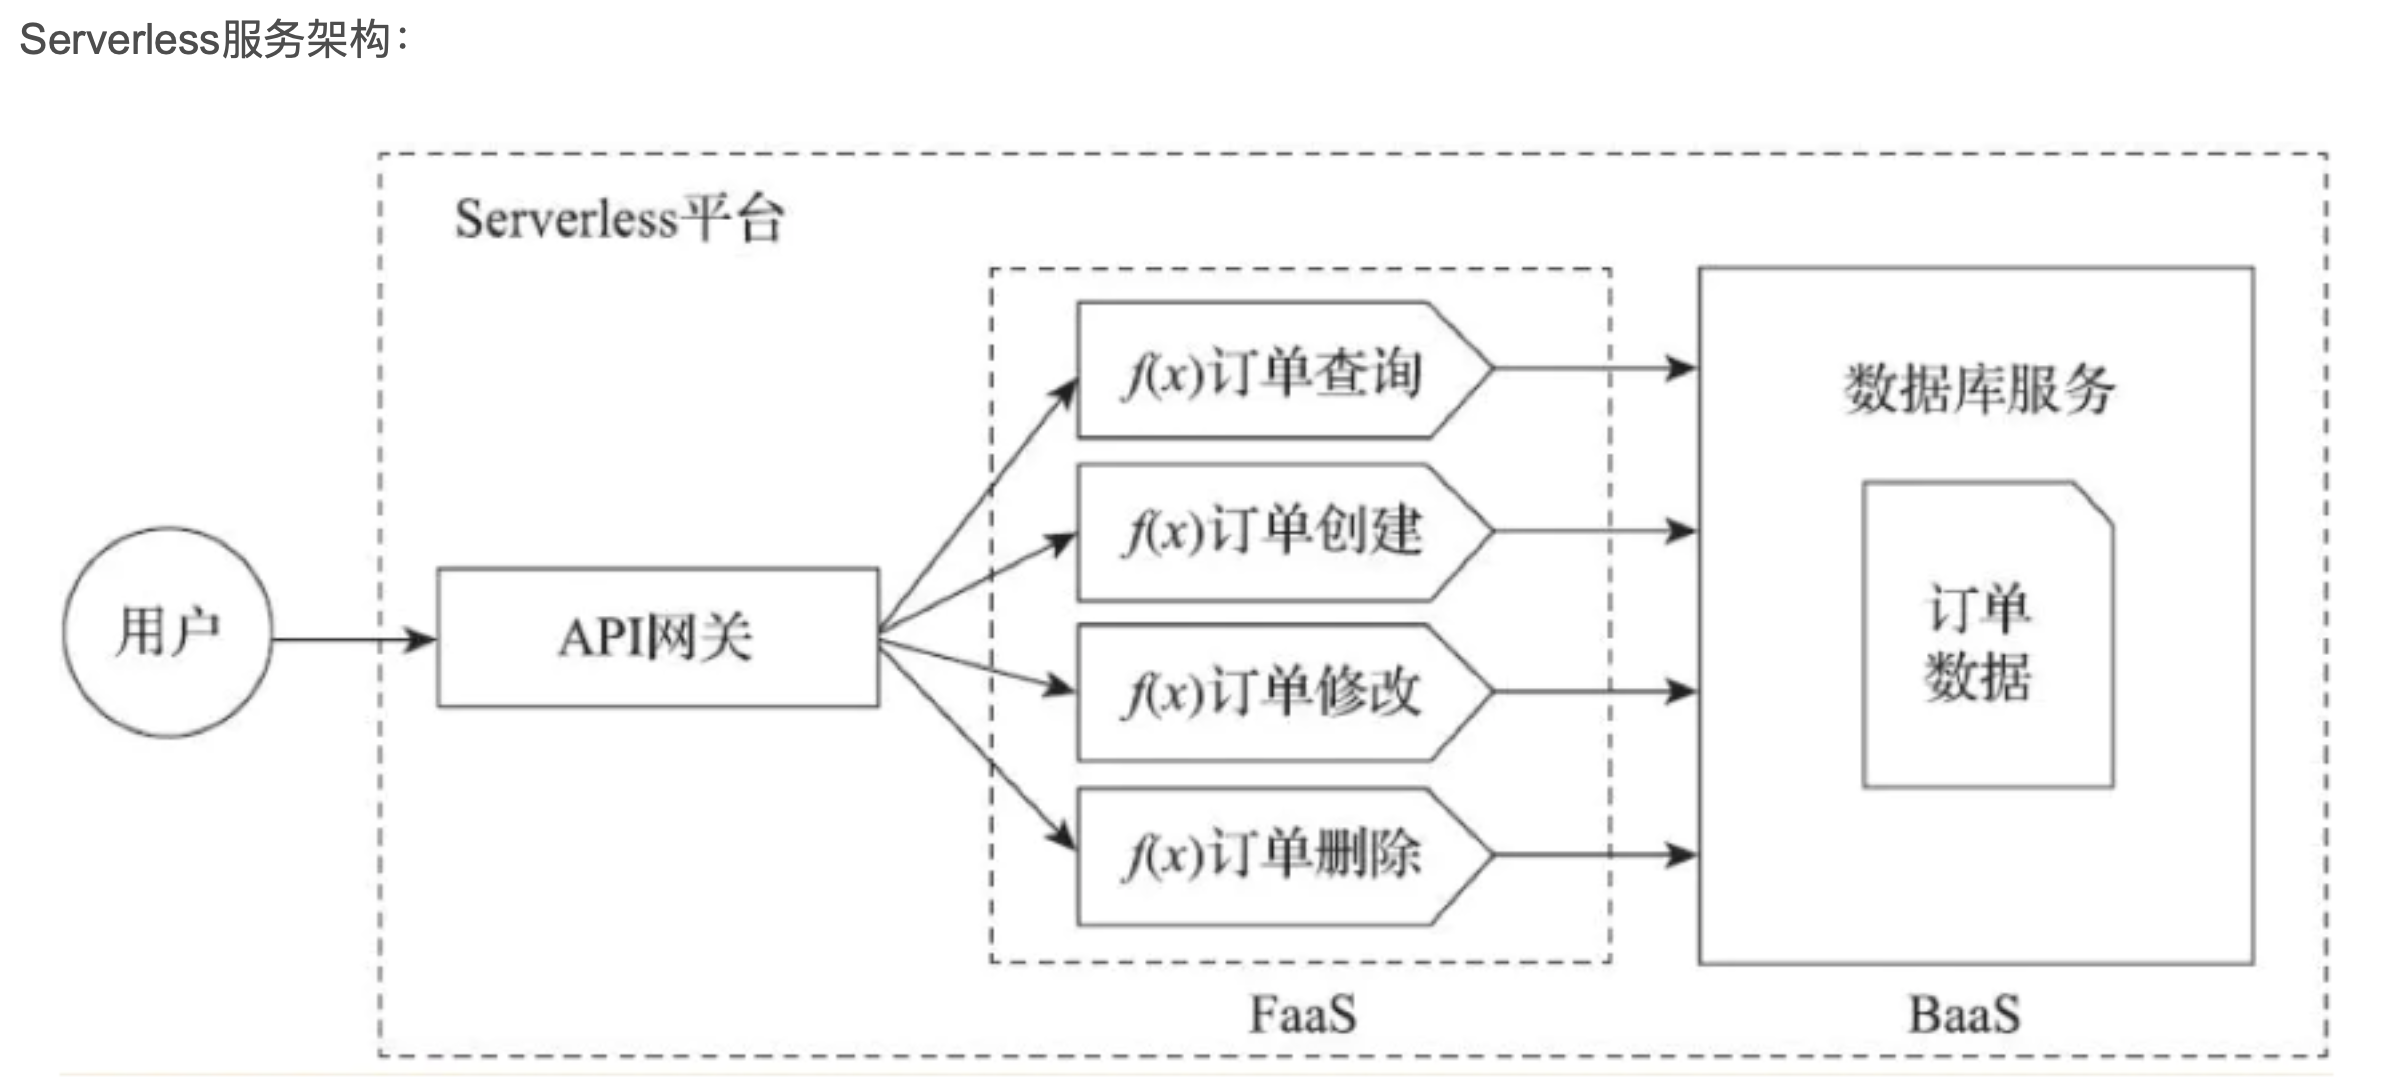 Serverless服务架构：
Serverless平台
用户
API网关
f(x)订单查询
f(x)订单创建
f(x)订单修改
f(x)订单删除
FaaS
数据库服务
订单
数据
BaaS